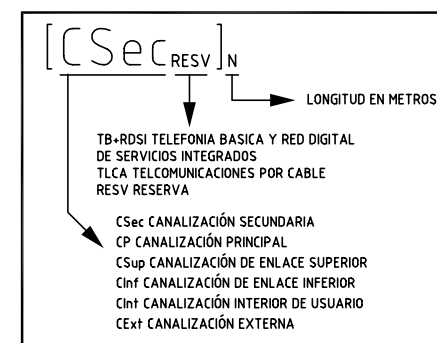 [CSec RESV]N
LONGITUD EN METROS
TB+RDSI TELEFONIA BASICA Y RED DIGITAL
DE SERVICIOS INTEGRADOS
TLCA TELCOMUNICACIONES POR CABLE
RESV RESERVA
CSec CANALIZACIÓN SECUNDARIA
CP CANALIZACIÓN PRINCIPAL
CSup CANALIZACIÓN DE ENLACE SUPERIOR
CInf CANALIZACIÓN DE ENLACE INFERIOR
CInt CANALIZACIÓN INTERIOR DE USUARIO
CExt CANALIZACIÓN EXTERNA